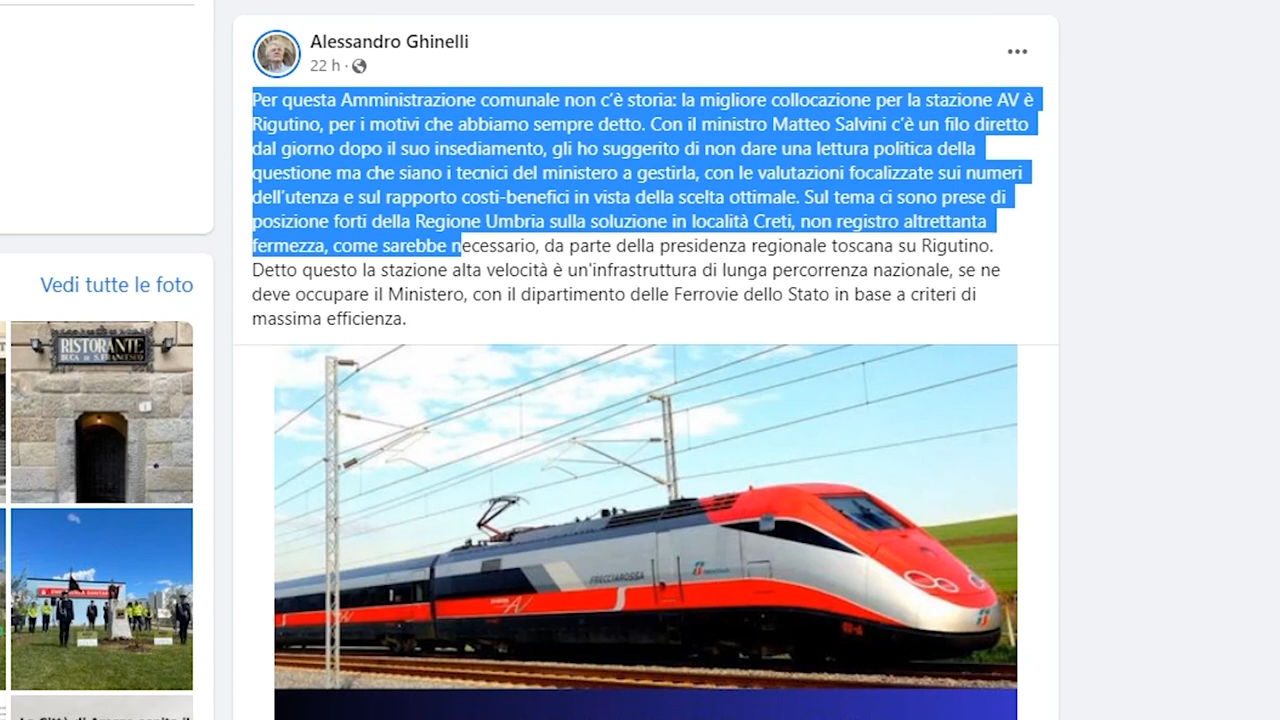 Alessandro Ghinelli
22 h ·
Per questa Amministrazione comunale non c'è storia: la migliore collocazione per la stazione AV è
Rigutino, per i motivi che abbiamo sempre detto. Con il ministro Matteo Salvini c'è un filo diretto
dal giorno dopo il suo insediamento, gli ho suggerito di non dare una lettura politica della
questione ma che siano i tecnici del ministero a gestirla, con le valutazioni focalizzate sui numeri
dell'utenza e sul rapporto costi-benefici in vista della scelta ottimale. Sul tema ci sono prese di
posizione forti della Regione Umbria sulla soluzione in località Creti, non registro altrettanta
fermezza, come sarebbe necessario, da parte della presidenza regionale toscana su Rigutino.
Detto questo la stazione alta velocità è un'infrastruttura di lunga percorrenza nazionale, se ne
deve occupare il Ministero, con il dipartimento delle Ferrovie dello Stato in base a criteri di
massima efficienza.
Vedi tutte le foto
RISTORANTE
BUCA DI S. FRANCESCO
FRECCIAROSSA
AV